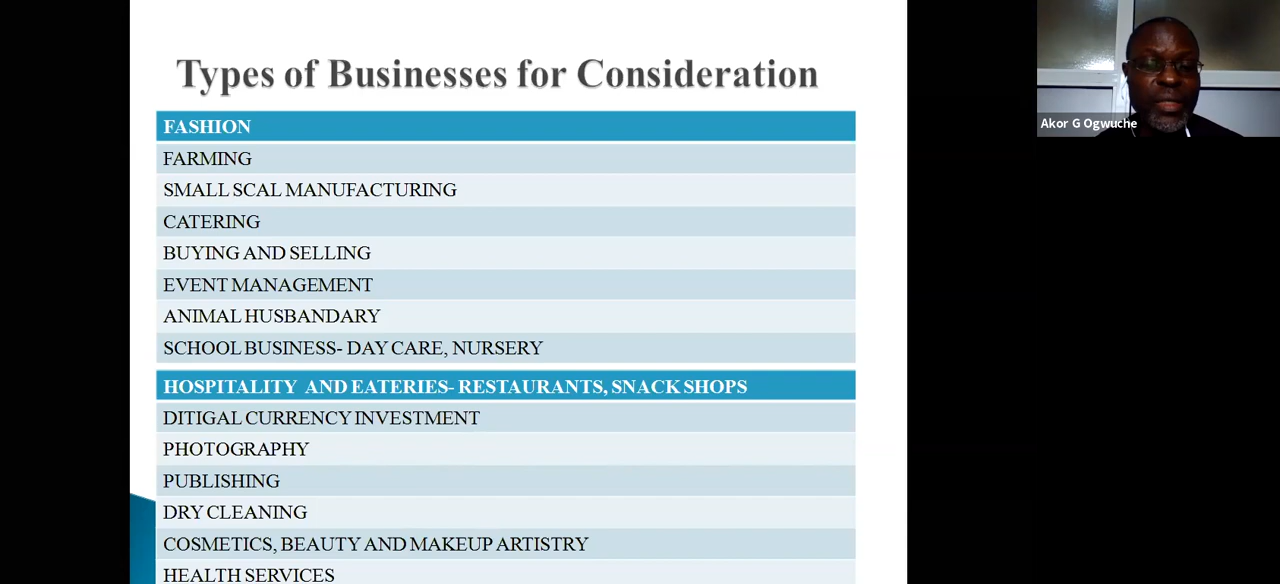 Types of Businesses for Consideration
FASHION
FARMING
SMALL SCAL MANUFACTURING
CATERING
BUYING AND SELLING
EVENT MANAGEMENT
ANIMAL HUSBANDARY
SCHOOL BUSINESS- DAY CARE, NURSERY
HOSPITALITY AND EATERIES- RESTAURANTS, SNACK SHOPS
DITIGAL CURRENCY INVESTMENT
PHOTOGRAPHY
PUBLISHING
DRY CLEANING
COSMETICS, BEAUTY AND MAKEUP ARTISTRY
HEALTH SERVICES
Akor G Ogwuche